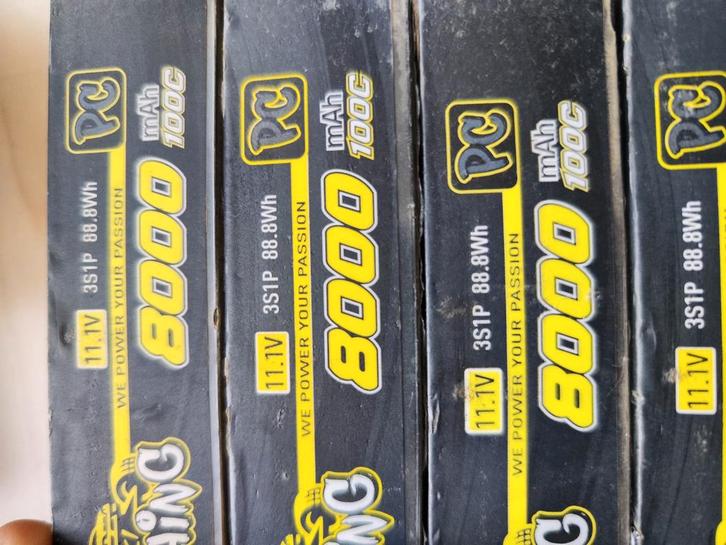 PC
8000 mAh 100C
WE POWER YOUR PASSION
11.1V 3S1P 88.8Wh
HING
PC
8000 mAh 100C
WE POWER YOUR PASSION
11.1V 3S1P 88.8Wh
NG
PC
8000 mAh 100C
WE POWER YOUR PASSION
11.1V 3S1P 88.8Wh
G
PC
11.1V 3S1P 88.8Wh